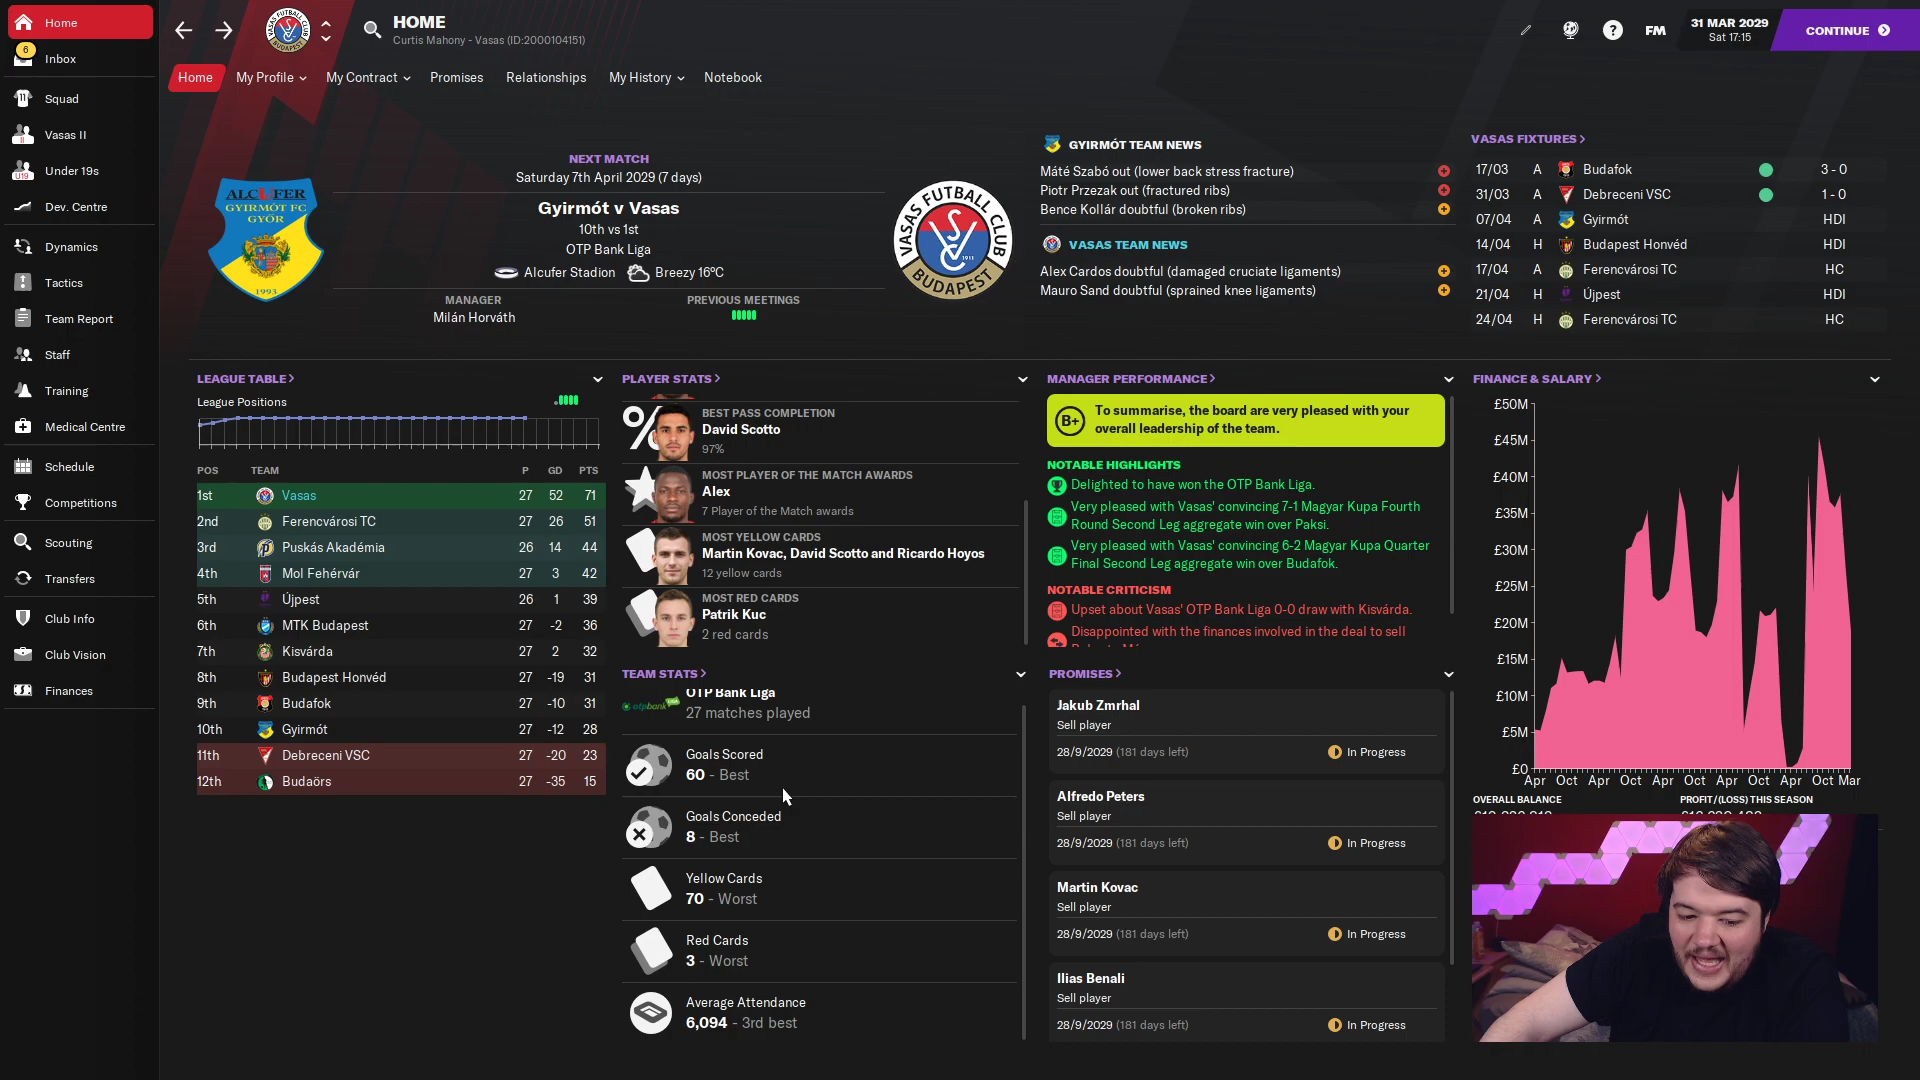 Home
6
Inbox
Squad
Vasas II
Under 19s
Dev. Centre
Dynamics
Tactics
Team Report
Staff
Training
Medical Centre
Schedule
Competitions
Scouting
Transfers
Club Info
Club Vision
Finances
HOME
Curtis Mahony - Vasas (ID:2000104151)
FM
31 MAR 2029
Sat 17:15
CONTINUE
Home
My Profile
My Contract
Promises
Relationships
My History
Notebook
NEXT MATCH
Saturday 7th April 2029 (7 days)
Gyirmót v Vasas
10th vs 1st
OTP Bank Liga
Alcufer Stadion
Breezy 16ºC
MANAGER
Milán Horváth
PREVIOUS MEETINGS
ALCUFER
GYIRMÓT FC
GYŐR
1993
VASAS FUTBALL CLUB
1911
BUDAPEST
GYIRMÓT TEAM NEWS
Máté Szabó out (lower back stress fracture)
Piotr Przezak out (fractured ribs)
Bence Kollár doubtful (broken ribs)
VASAS TEAM NEWS
Alex Cardos doubtful (damaged cruciate ligaments)
Mauro Sand doubtful (sprained knee ligaments)
VASAS FIXTURES
17/03 A Budafok 3 - 0
31/03 A Debreceni VSC 1 - 0
07/04 A Gyirmót HDI
14/04 H Budapest Honvéd HDI
17/04 A Ferencvárosi TC HC
21/04 H Újpest HDI
24/04 H Ferencvárosi TC HC
LEAGUE TABLE
League Positions
POS TEAM P GD PTS
1st Vasas 27 52 71
2nd Ferencvárosi TC 27 26 51
3rd Puskás Akadémia 26 14 44
4th Mol Fehérvár 27 3 42
5th Újpest 26 1 39
6th MTK Budapest 27 -2 36
7th Kisvárda 27 2 32
8th Budapest Honvéd 27 -19 31
9th Budafok 27 -10 31
10th Gyirmót 27 -12 28
11th Debreceni VSC 27 -20 23
12th Budaörs 27 -35 15
PLAYER STATS
%
BEST PASS COMPLETION
David Scotto
97%
MOST PLAYER OF THE MATCH AWARDS
Alex
7 Player of the Match awards
MOST YELLOW CARDS
Martin Kovac, David Scotto and Ricardo Hoyos
12 yellow cards
MOST RED CARDS
Patrik Kuc
2 red cards
TEAM STATS
otpbank LIGA
OTP Bank Liga
27 matches played
Goals Scored
60 - Best
Goals Conceded
8 - Best
Yellow Cards
70 - Worst
Red Cards
3 - Worst
Average Attendance
6,094 - 3rd best
MANAGER PERFORMANCE
B+
To summarise, the board are very pleased with your
overall leadership of the team.
NOTABLE HIGHLIGHTS
Delighted to have won the OTP Bank Liga.
Very pleased with Vasas' convincing 7-1 Magyar Kupa Fourth
Round Second Leg aggregate win over Paksi.
Very pleased with Vasas' convincing 6-2 Magyar Kupa Quarter
Final Second Leg aggregate win over Budafok.
NOTABLE CRITICISM
Upset about Vasas' OTP Bank Liga 0-0 draw with Kisvárda.
Disappointed with the finances involved in the deal to sell
PROMISES
Jakub Zmrhal
Sell player
28/9/2029 (181 days left) In Progress
Alfredo Peters
Sell player
28/9/2029 (181 days left) In Progress
Martin Kovac
Sell player
28/9/2029 (181 days left) In Progress
Ilias Benali
Sell player
28/9/2029 (181 days left) In Progress
FINANCE & SALARY
£50M
£45M
£40M
£35M
£30M
£25M
£20M
£15M
£10M
£5M
£0
Apr Oct Apr Oct Apr Oct Apr Oct Apr Oct Mar
OVERALL BALANCE
PROFIT/(LOSS) THIS SEASON